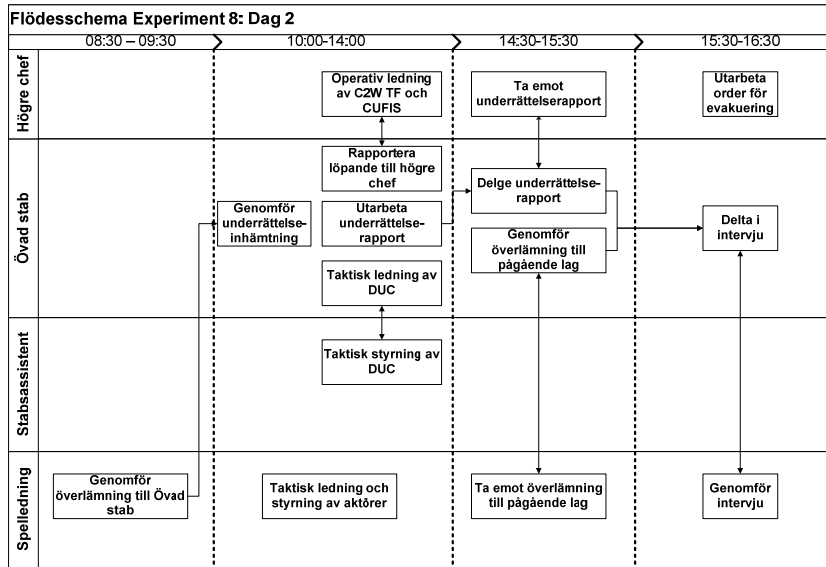 Flödesschema Experiment 8: Dag 2
08:30 – 09:30
10:00-14:00
14:30-15:30
15:30-16:30
Högre chef
Operativ ledning
av C2W TF och
CUFIS
Ta emot
underrättelserapport
Utarbeta
order för
evakuering
Övad stab
Rapportera
löpande till högre
chef
Genomför
underrättelse-
inhämtning
Utarbeta
underrättelse-
rapport
Delge underrättelse-
rapport
Genomför
överlämning till
pågående lag
Delta i
intervju
Taktisk ledning av
DUC
Stabsassistent
Taktisk styrning av
DUC
Spelledning
Genomför
överlämning till Övad
stab
Taktisk ledning och
styrning av aktörer
Ta emot överlämning
till pågående lag
Genomför
intervju